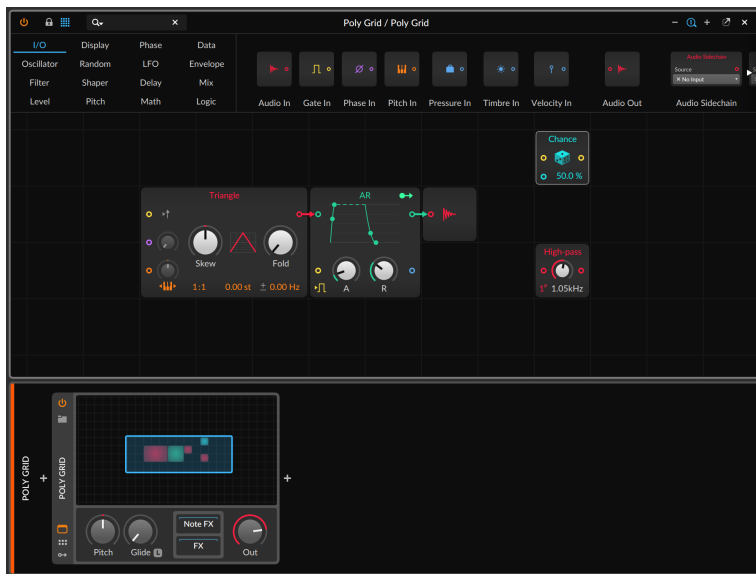 Poly Grid / Poly Grid
I/O Display Phase Data
Oscillator Random LFO Envelope
Filter Shaper Delay Mix
Level Pitch Math Logic
Audio In Gate In Phase In Pitch In Pressure In Timbre In Velocity In Audio Out Audio Sidechain
Audio Sidechain
Source
No Input
Chance
50.0 %
Triangle
Skew Fold
1:1 0.00 st ± 0.00 Hz
AR
A R
High-pass
1° 1.05kHz
POLY GRID
POLY GRID
Pitch Glide L
Note FX
FX
Out